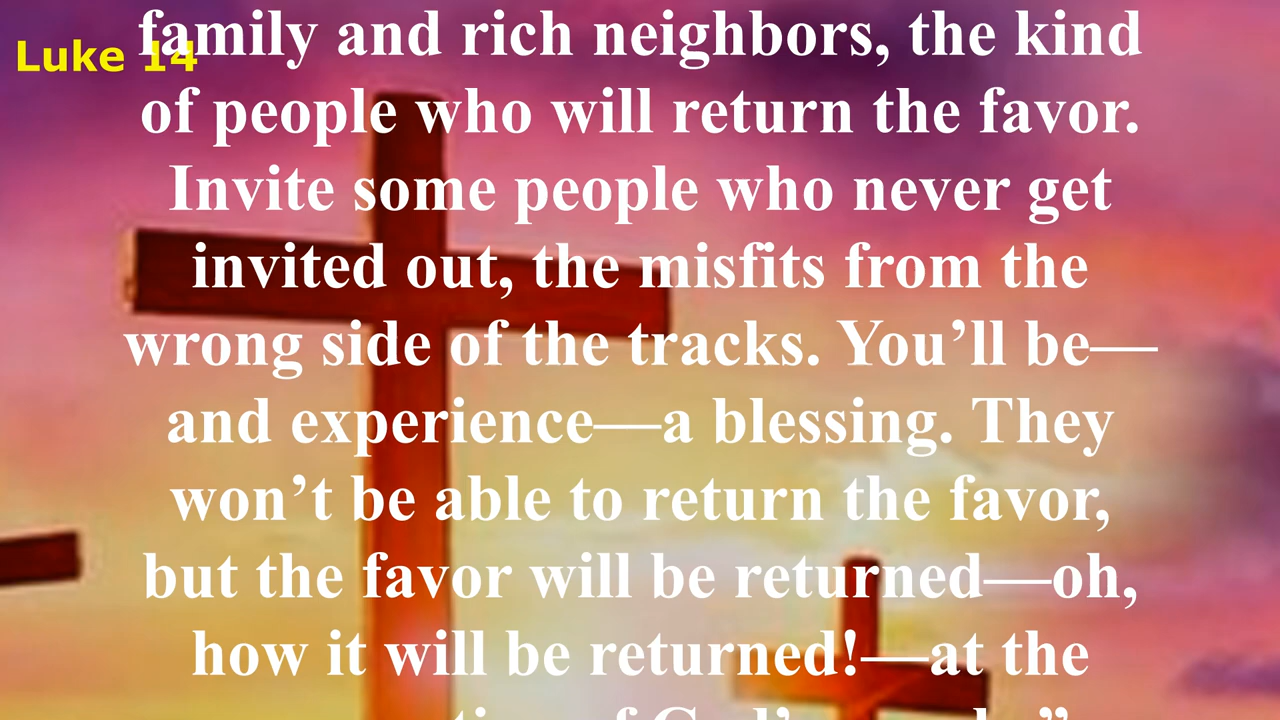 Luke 14
family and rich neighbors, the kind
of people who will return the favor.
Invite some people who never get
invited out, the misfits from the
wrong side of the tracks. You’ll be—
and experience—a blessing. They
won’t be able to return the favor,
but the favor will be returned—oh,
how it will be returned!—at the
of God’s